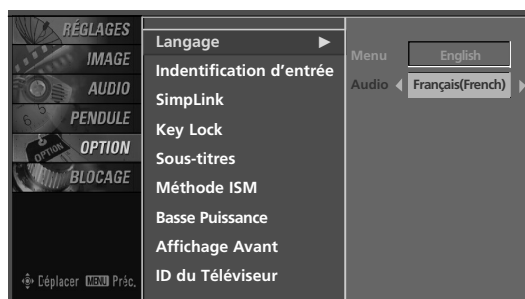 RÉGLAGES
IMAGE
AUDIO
PENDULE
OPTION
OPTION
BLOCAGE
Déplacer MENU Préc.
Langage ▶
Indentification d'entrée
SimpLink
Key Lock
Sous-titres
Méthode ISM
Basse Puissance
Affichage Avant
ID du Téléviseur
Menu English
Audio ◀ Français(French) ▶